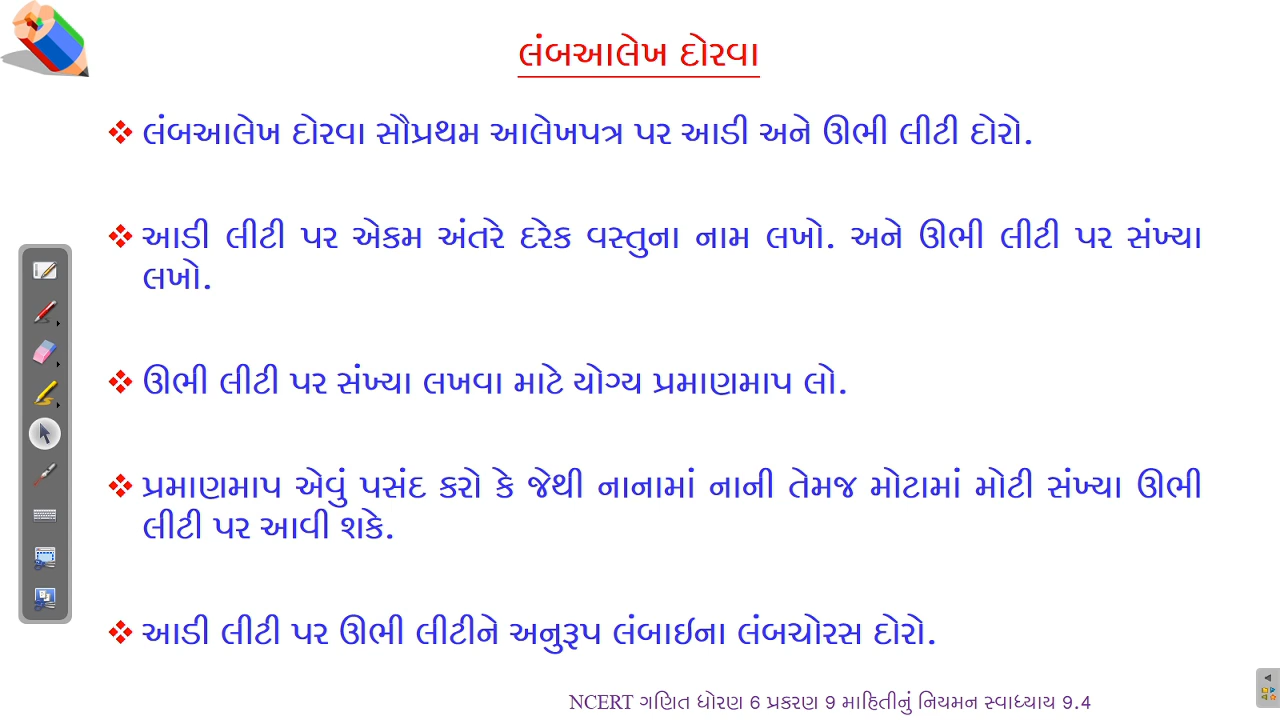 લંબઆલેખ દોરવા
લંબઆલેખ દોરવા સૌપ્રથમ આલેખપત્ર પર આડી અને ઊભી લીટી દોરો.
આડી લીટી પર એકમ અંતરે દરેક વસ્તુના નામ લખો. અને ઊભી લીટી પર સંખ્યા
લખો.
ઊભી લીટી પર સંખ્યા લખવા માટે યોગ્ય પ્રમાણમાપ લો.
પ્રમાણમાપ એવું પસંદ કરો કે જેથી નાનામાં નાની તેમજ મોટામાં મોટી સંખ્યા ઊભી
લીટી પર આવી શકે.
આડી લીટી પર ઊભી લીટીને અનુરૂપ લંબાઈના લંબચોરસ દોરો.
NCERT ગણિત ધોરણ 6 પ્રકરણ 9 માહિતીનું નિયમન સ્વાધ્યાય 9.4